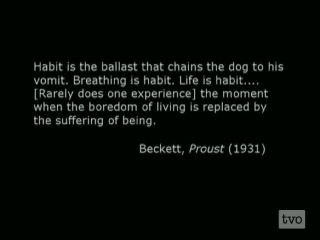 Habit is the ballast that chains the dog to his
vomit. Breathing is habit. Life is habit....
[Rarely does one experience] the moment
when the boredom of living is replaced by
the suffering of being.
Beckett, Proust (1931)
tvo